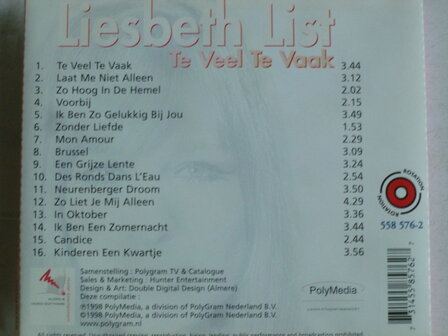 Liesbeth List
Te Veel Te Vaak
1. Te Veel Te Vaak 3.44
2. Laat Me Niet Alleen 3.12
3. Zo Hoog In De Hemel 2.02
4. Voorbij 2.15
5. Ik Ben Zo Gelukkig Bij Jou 3.49
6. Zonder Liefde 1.53
7. Mon Amour 2.29
8. Brussel 3.09
9. Een Grijze Lente 3.24
10. Des Ronds Dans L'Eau 2.54
11. Neurenberger Droom 3.50
12. Zo Liet Je Mij Alleen 4.29
13. In Oktober 3.36
14. Ik Ben Een Zomernacht 3.44
15. Candice 2.44
16. Kinderen Een Kwartje 3.56
ROTATION
ROTATION
558 576-2
Samenstelling : Polygram TV & Catalogue
Sales & Marketing : Hunter Entertainment
Design & Art: Double Digital Design (Almere)
Deze compilatie :
℗1998 PolyMedia, a division of PolyGram Nederland B.V.
©1998 PolyMedia, a division of PolyGram Nederland B.V.
www.polygram.nl
PolyMedia